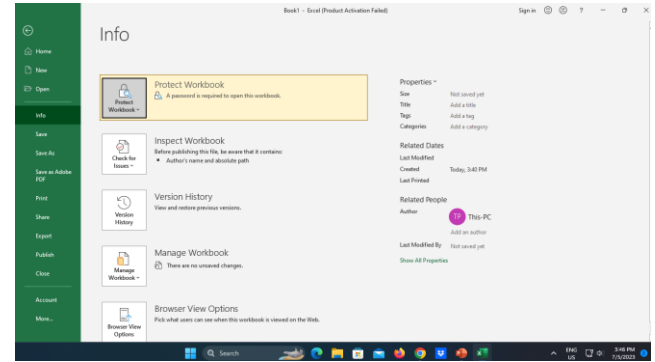 Book1 - Excel (Product Activation Failed)
Sign in
?
Info
Home
New
Open
Info
Save
Save As
Save as Adobe
PDF
Print
Share
Export
Publish
Close
Account
More...
Protect
Workbook
Protect Workbook
A password is required to open this workbook.
Check for
Issues
Inspect Workbook
Before publishing this file, be aware that it contains:
Author's name and absolute path
Version
History
Version History
View and restore previous versions.
Manage
Workbook
Manage Workbook
There are no unsaved changes.
Browser View
Options
Browser View Options
Pick what users can see when this workbook is viewed on the Web.
Properties
Size Not saved yet
Title Add a title
Tags Add a tag
Categories Add a category
Related Dates
Last Modified
Created Today, 3:40 PM
Last Printed
Related People
Author TP This-PC
Add an author
Last Modified By Not saved yet
Show All Properties
Search
ENG
US
3:46 PM
7/5/2023